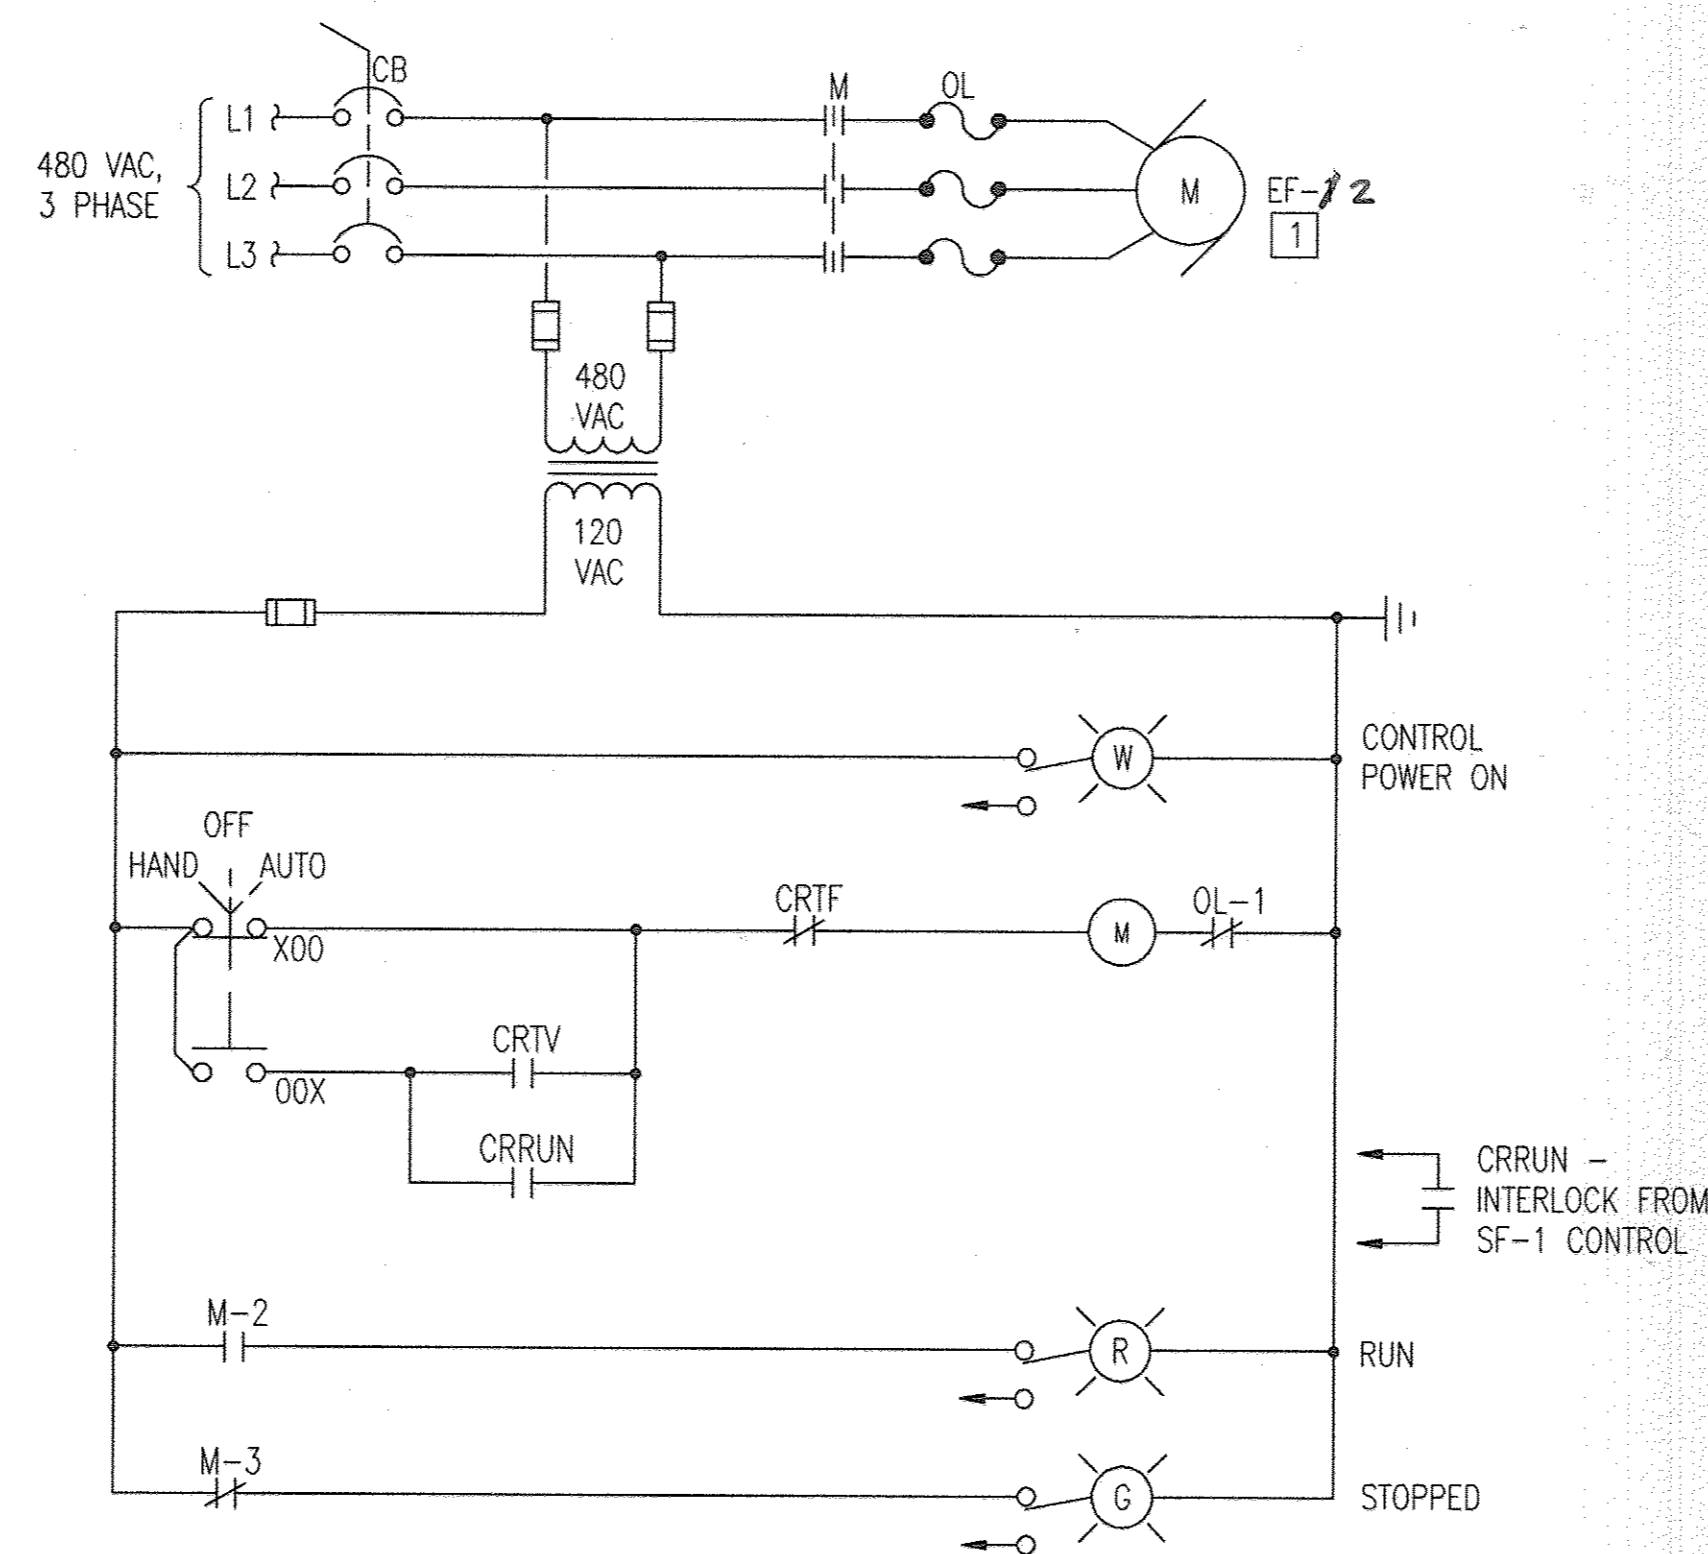 CB
M
OL
L1
480 VAC,
3 PHASE
L2
L3
M
EF-1 2
1
480
VAC
120
VAC
W
CONTROL
POWER ON
OFF
HAND
AUTO
X00
CRTF
M
OL-1
00X
CRTV
CRRUN
CRRUN -
INTERLOCK FROM
SF-1 CONTROL
M-2
R
RUN
M-3
G
STOPPED